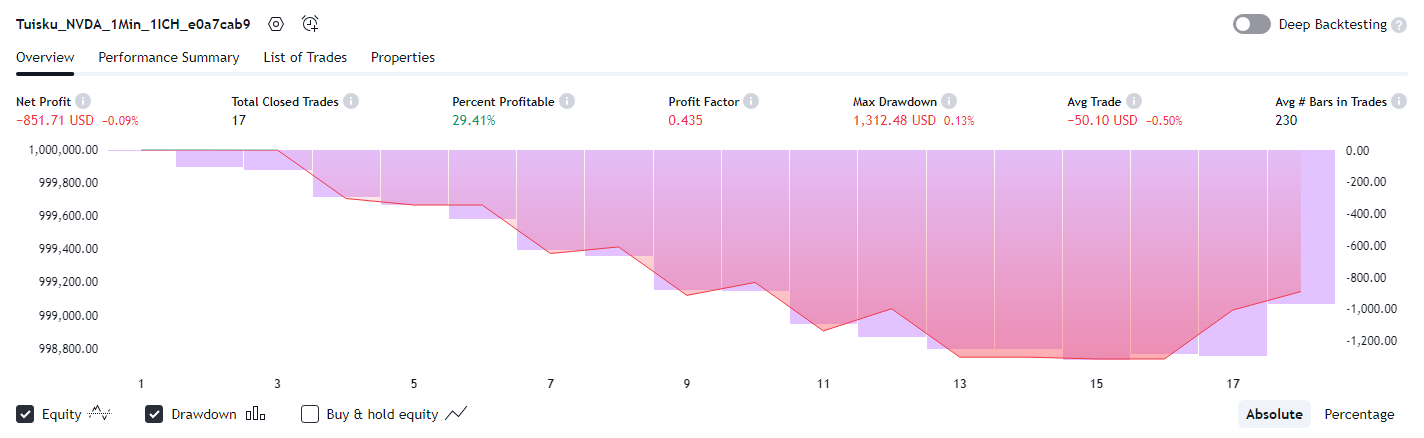 Tuisku_NVDA_1Min_1ICH_e0a7cab9 Deep Backtesting ?
Overview Performance Summary List of Trades Properties
Net Profit Total Closed Trades Percent Profitable Profit Factor Max Drawdown Avg Trade Avg # Bars in Trades
−851.71 USD −0.09% 17 29.41% 0.435 1,312.48 USD 0.13% −50.10 USD −0.50% 230
1,000,000.00 0.00
999,800.00 -200.00
999,600.00 -400.00
999,400.00 -600.00
999,200.00 -800.00
999,000.00 -1,000.00
998,800.00 -1,200.00
1 3 5 7 9 11 13 15 17
Equity Drawdown Buy & hold equity Absolute Percentage